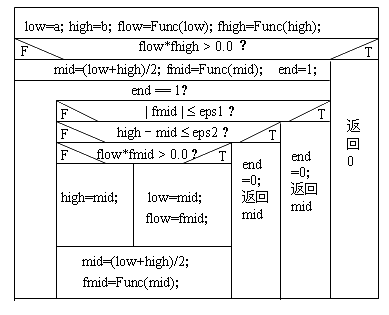 low=a; high=b; flow=Func(low); fhigh=Func(high);
F flow*fhigh > 0.0 ? T
mid=(low+high)/2; fmid=Func(mid); end=1;
end == 1?
F | fmid | ≤ eps1 ? T
F high − mid ≤ eps2 ? T
F flow*fmid > 0.0 ? T
high=mid;
low=mid;
flow=fmid;
mid=(low+high)/2;
fmid=Func(mid);
end
=0;
返回
mid
end
=0;
返回
mid
返
回
0